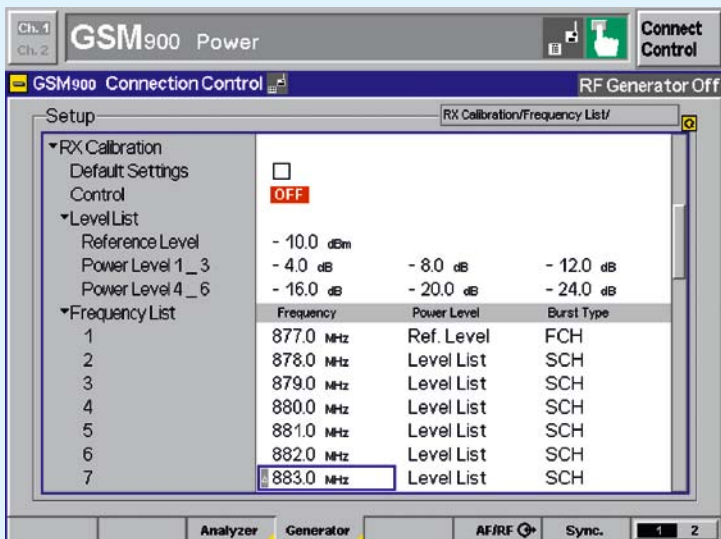 Ch. 1
Ch. 2
GSM900 Power
Connect
Control
GSM900 Connection Control
RF Generator Off
Setup
RX Calibration/Frequency List/
RX Calibration
Default Settings
Control OFF
Level List
Reference Level - 10.0 dBm
Power Level 1_3 - 4.0 dB - 8.0 dB - 12.0 dB
Power Level 4_6 - 16.0 dB - 20.0 dB - 24.0 dB
Frequency List Frequency Power Level Burst Type
1 877.0 MHz Ref. Level FCH
2 878.0 MHz Level List SCH
3 879.0 MHz Level List SCH
4 880.0 MHz Level List SCH
5 881.0 MHz Level List SCH
6 882.0 MHz Level List SCH
7 883.0 MHz Level List SCH
Analyzer Generator AF/RF Sync. 1 2